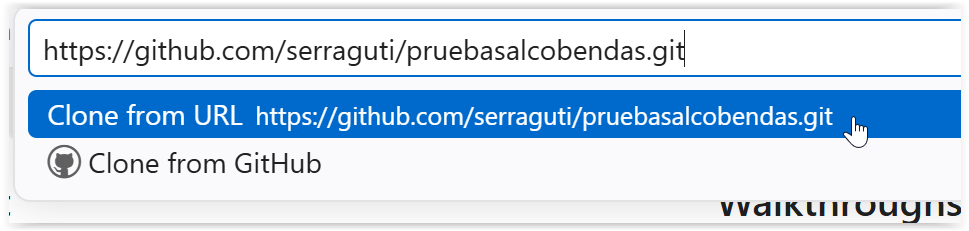 https://github.com/serraguti/pruebasalcobendas.git
Clone from URL https://github.com/serraguti/pruebasalcobendas.git
Clone from GitHub
Walkthroughs